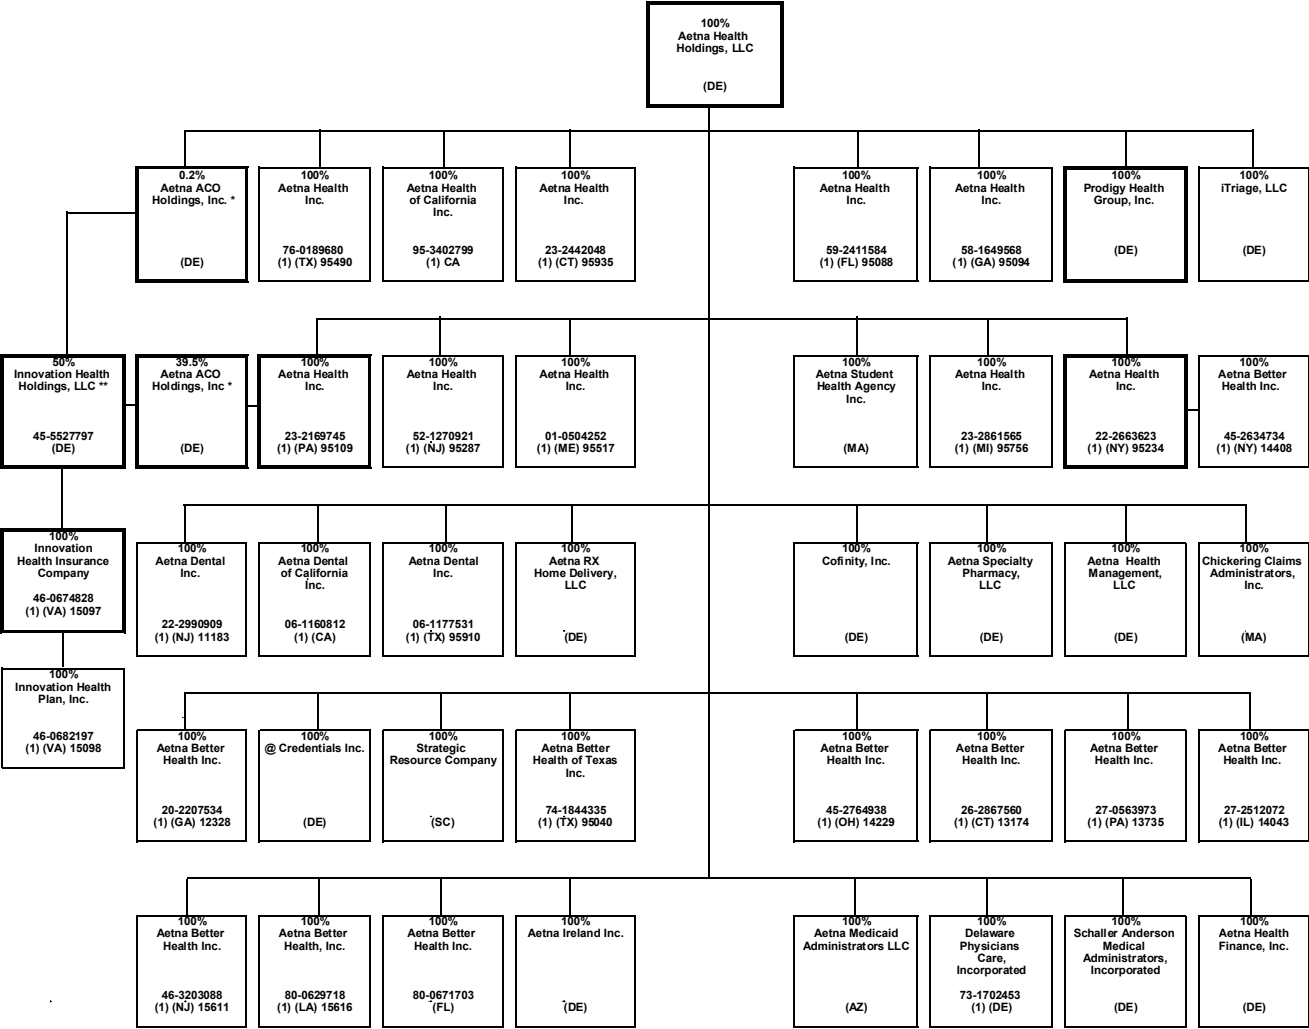 100%
Aetna Health
Holdings, LLC
(DE)
0.2%
Aetna ACO
Holdings, Inc. *
(DE)
100%
Aetna Health
Inc.
76-0189680
(1) (TX) 95490
100%
Aetna Health
of California
Inc.
95-3402799
(1) CA
100%
Aetna Health
Inc.
23-2442048
(1) (CT) 95935
100%
Aetna Health
Inc.
59-2411584
(1) (FL) 95088
100%
Aetna Health
Inc.
58-1649568
(1) (GA) 95094
100%
Prodigy Health
Group, Inc.
(DE)
100%
iTriage, LLC
(DE)
50%
Innovation Health
Holdings, LLC **
45-5527797
(DE)
39.5%
Aetna ACO
Holdings, Inc *
(DE)
100%
Aetna Health
Inc.
23-2169745
(1) (PA) 95109
100%
Aetna Health
Inc.
52-1270921
(1) (NJ) 95287
100%
Aetna Health
Inc.
01-0504252
(1) (ME) 95517
100%
Aetna Student
Health Agency
Inc.
(MA)
100%
Aetna Health
Inc.
23-2861565
(1) (MI) 95756
100%
Aetna Health
Inc.
22-2663623
(1) (NY) 95234
100%
Aetna Better
Health Inc.
45-2634734
(1) (NY) 14408
100%
Innovation
Health Insurance
Company
46-0674828
(1) (VA) 15097
100%
Aetna Dental
Inc.
22-2990909
(1) (NJ) 11183
100%
Aetna Dental
of California
Inc.
06-1160812
(1) (CA)
100%
Aetna Dental
Inc.
06-1177531
(1) (TX) 95910
100%
Aetna RX
Home Delivery,
LLC
(DE)
100%
Cofinity, Inc.
(DE)
100%
Aetna Specialty
Pharmacy,
LLC
(DE)
100%
Aetna Health
Management,
LLC
(DE)
100%
Chickering Claims
Administrators,
Inc.
(MA)
100%
Innovation Health
Plan, Inc.
46-0682197
(1) (VA) 15098
100%
Aetna Better
Health Inc.
20-2207534
(1) (GA) 12328
100%
@ Credentials Inc.
(DE)
100%
Strategic
Resource Company
(SC)
100%
Aetna Better
Health of Texas
Inc.
74-1844335
(1) (TX) 95040
100%
Aetna Better
Health Inc.
45-2764938
(1) (OH) 14229
100%
Aetna Better
Health Inc.
26-2867560
(1) (CT) 13174
100%
Aetna Better
Health Inc.
27-0563973
(1) (PA) 13735
100%
Aetna Better
Health Inc.
27-2512072
(1) (IL) 14043
100%
Aetna Better
Health Inc.
46-3203088
(1) (NJ) 15611
100%
Aetna Better
Health, Inc.
80-0629718
(1) (LA) 15616
100%
Aetna Better
Health Inc.
80-0671703
(FL)
100%
Aetna Ireland Inc.
(DE)
100%
Aetna Medicaid
Administrators LLC
(AZ)
100%
Delaware
Physicians
Care,
Incorporated
73-1702453
(1) (DE)
100%
Schaller Anderson
Medical
Administrators,
Incorporated
(DE)
100%
Aetna Health
Finance, Inc.
(DE)